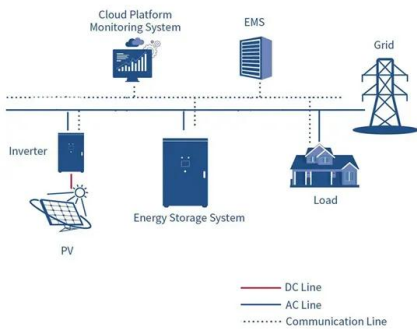 Cloud Platform
Monitoring System
EMS
Grid
Inverter
Energy Storage System
Load
PV
DC Line
AC Line
Communication Line